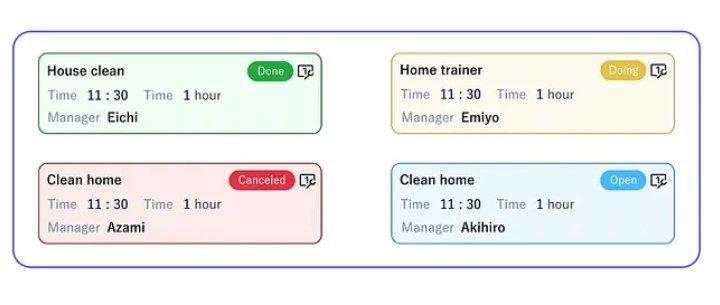 House clean Done
Time 11 : 30 Time 1 hour
Manager Eichi
Home trainer Doing
Time 11 : 30 Time 1 hour
Manager Emiyo
Clean home Canceled
Time 11 : 30 Time 1 hour
Manager Azami
Clean home Open
Time 11 : 30 Time 1 hour
Manager Akihiro